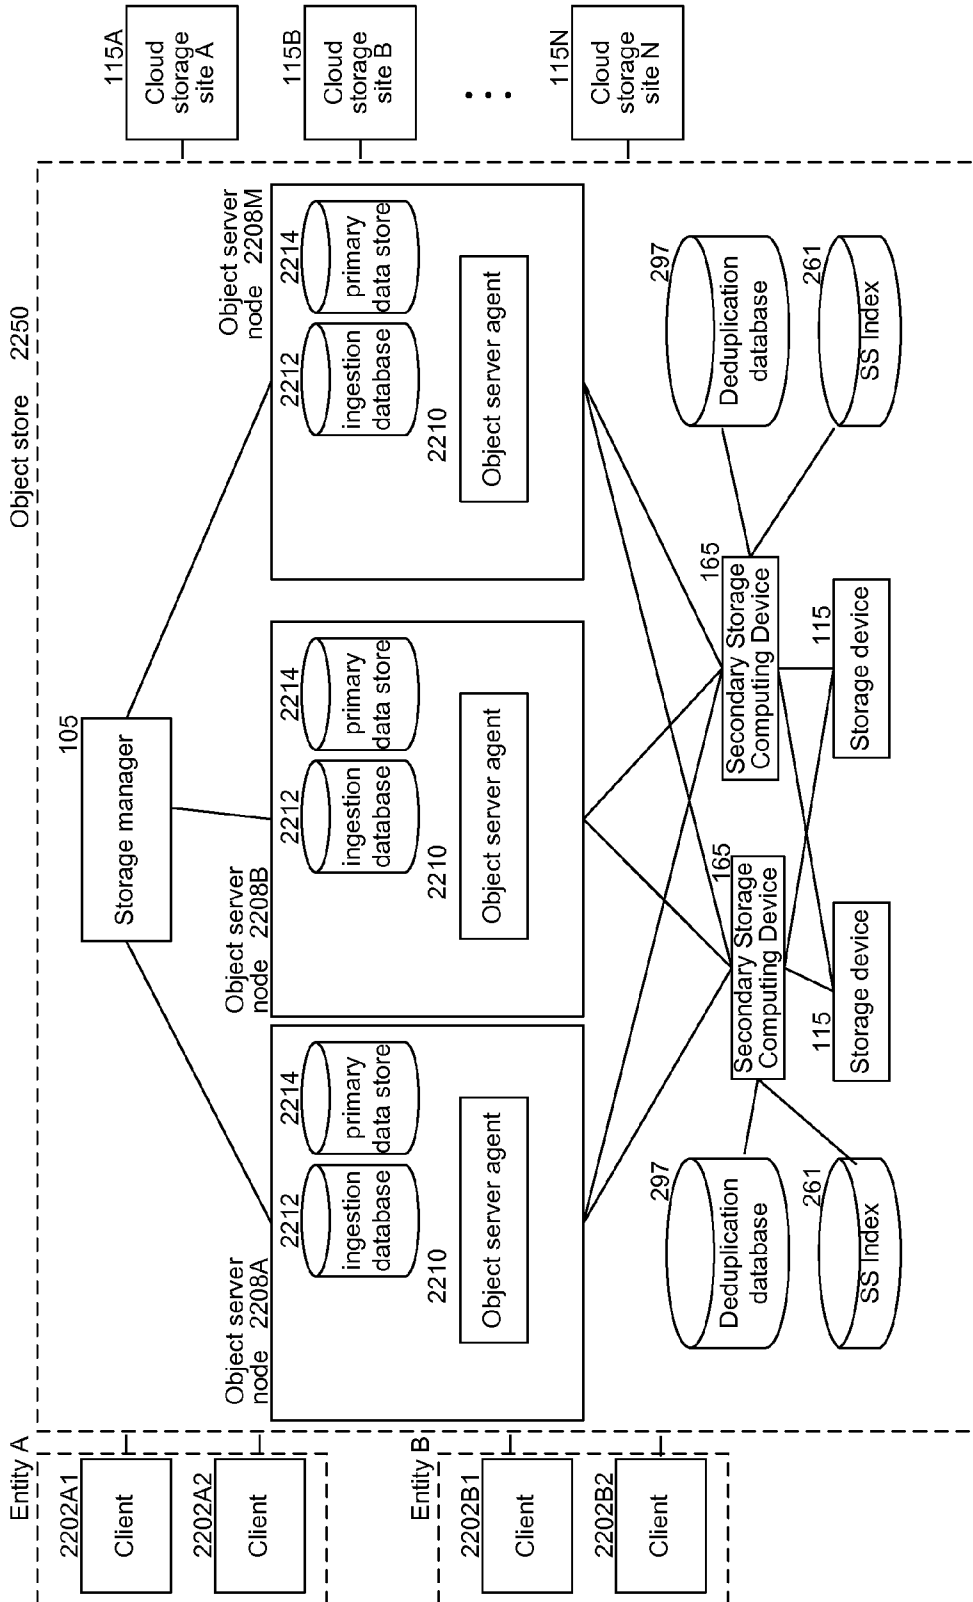 Object store 2250
Entity A
2202A1
Client
2202A2
Client
Entity B
2202B1
Client
2202B2
Client
105
Storage manager
Object server
node 2208A
2212
ingestion
database
2214
primary
data store
2210
Object server agent
Object server
node 2208B
2212
ingestion
database
2214
primary
data store
2210
Object server agent
Object server
node 2208M
2212
ingestion
database
2214
primary
data store
2210
Object server agent
297
Deduplication
database
261
SS Index
165
Secondary Storage
Computing Device
115
Storage device
165
Secondary Storage
Computing Device
115
Storage device
297
Deduplication
database
261
SS Index
115A
Cloud
storage
site A
115B
Cloud
storage
site B
...
115N
Cloud
storage
site N